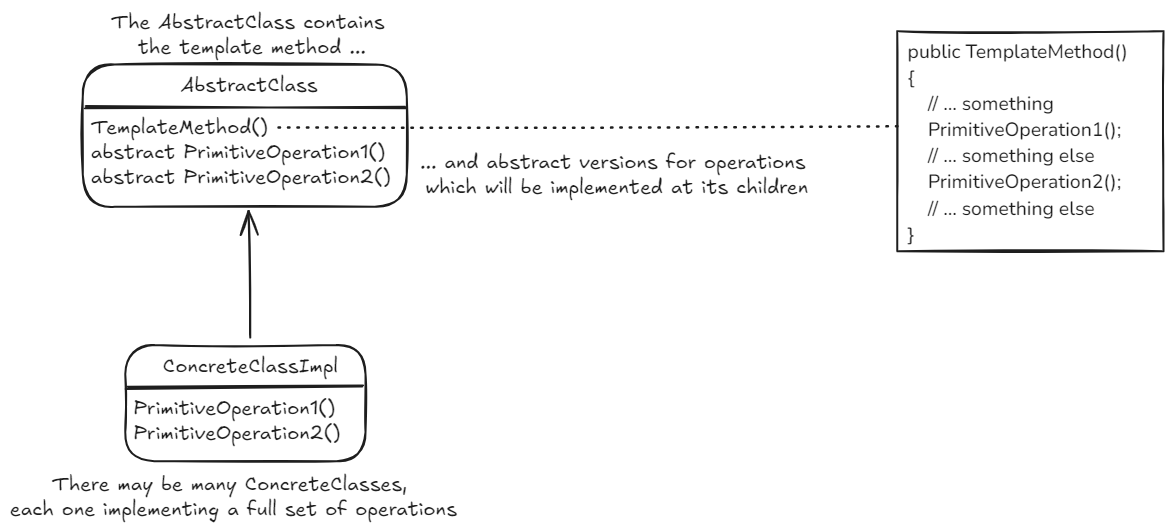 The AbstractClass contains
the template method ...
AbstractClass
TemplateMethod()
abstract PrimitiveOperation1()
abstract PrimitiveOperation2()
... and abstract versions for operations
which will be implemented at its children
public TemplateMethod()
{
// ... something
PrimitiveOperation1();
// ... something else
PrimitiveOperation2();
// ... something else
}
ConcreteClassImpl
PrimitiveOperation1()
PrimitiveOperation2()
There may be many ConcreteClasses,
each one implementing a full set of operations